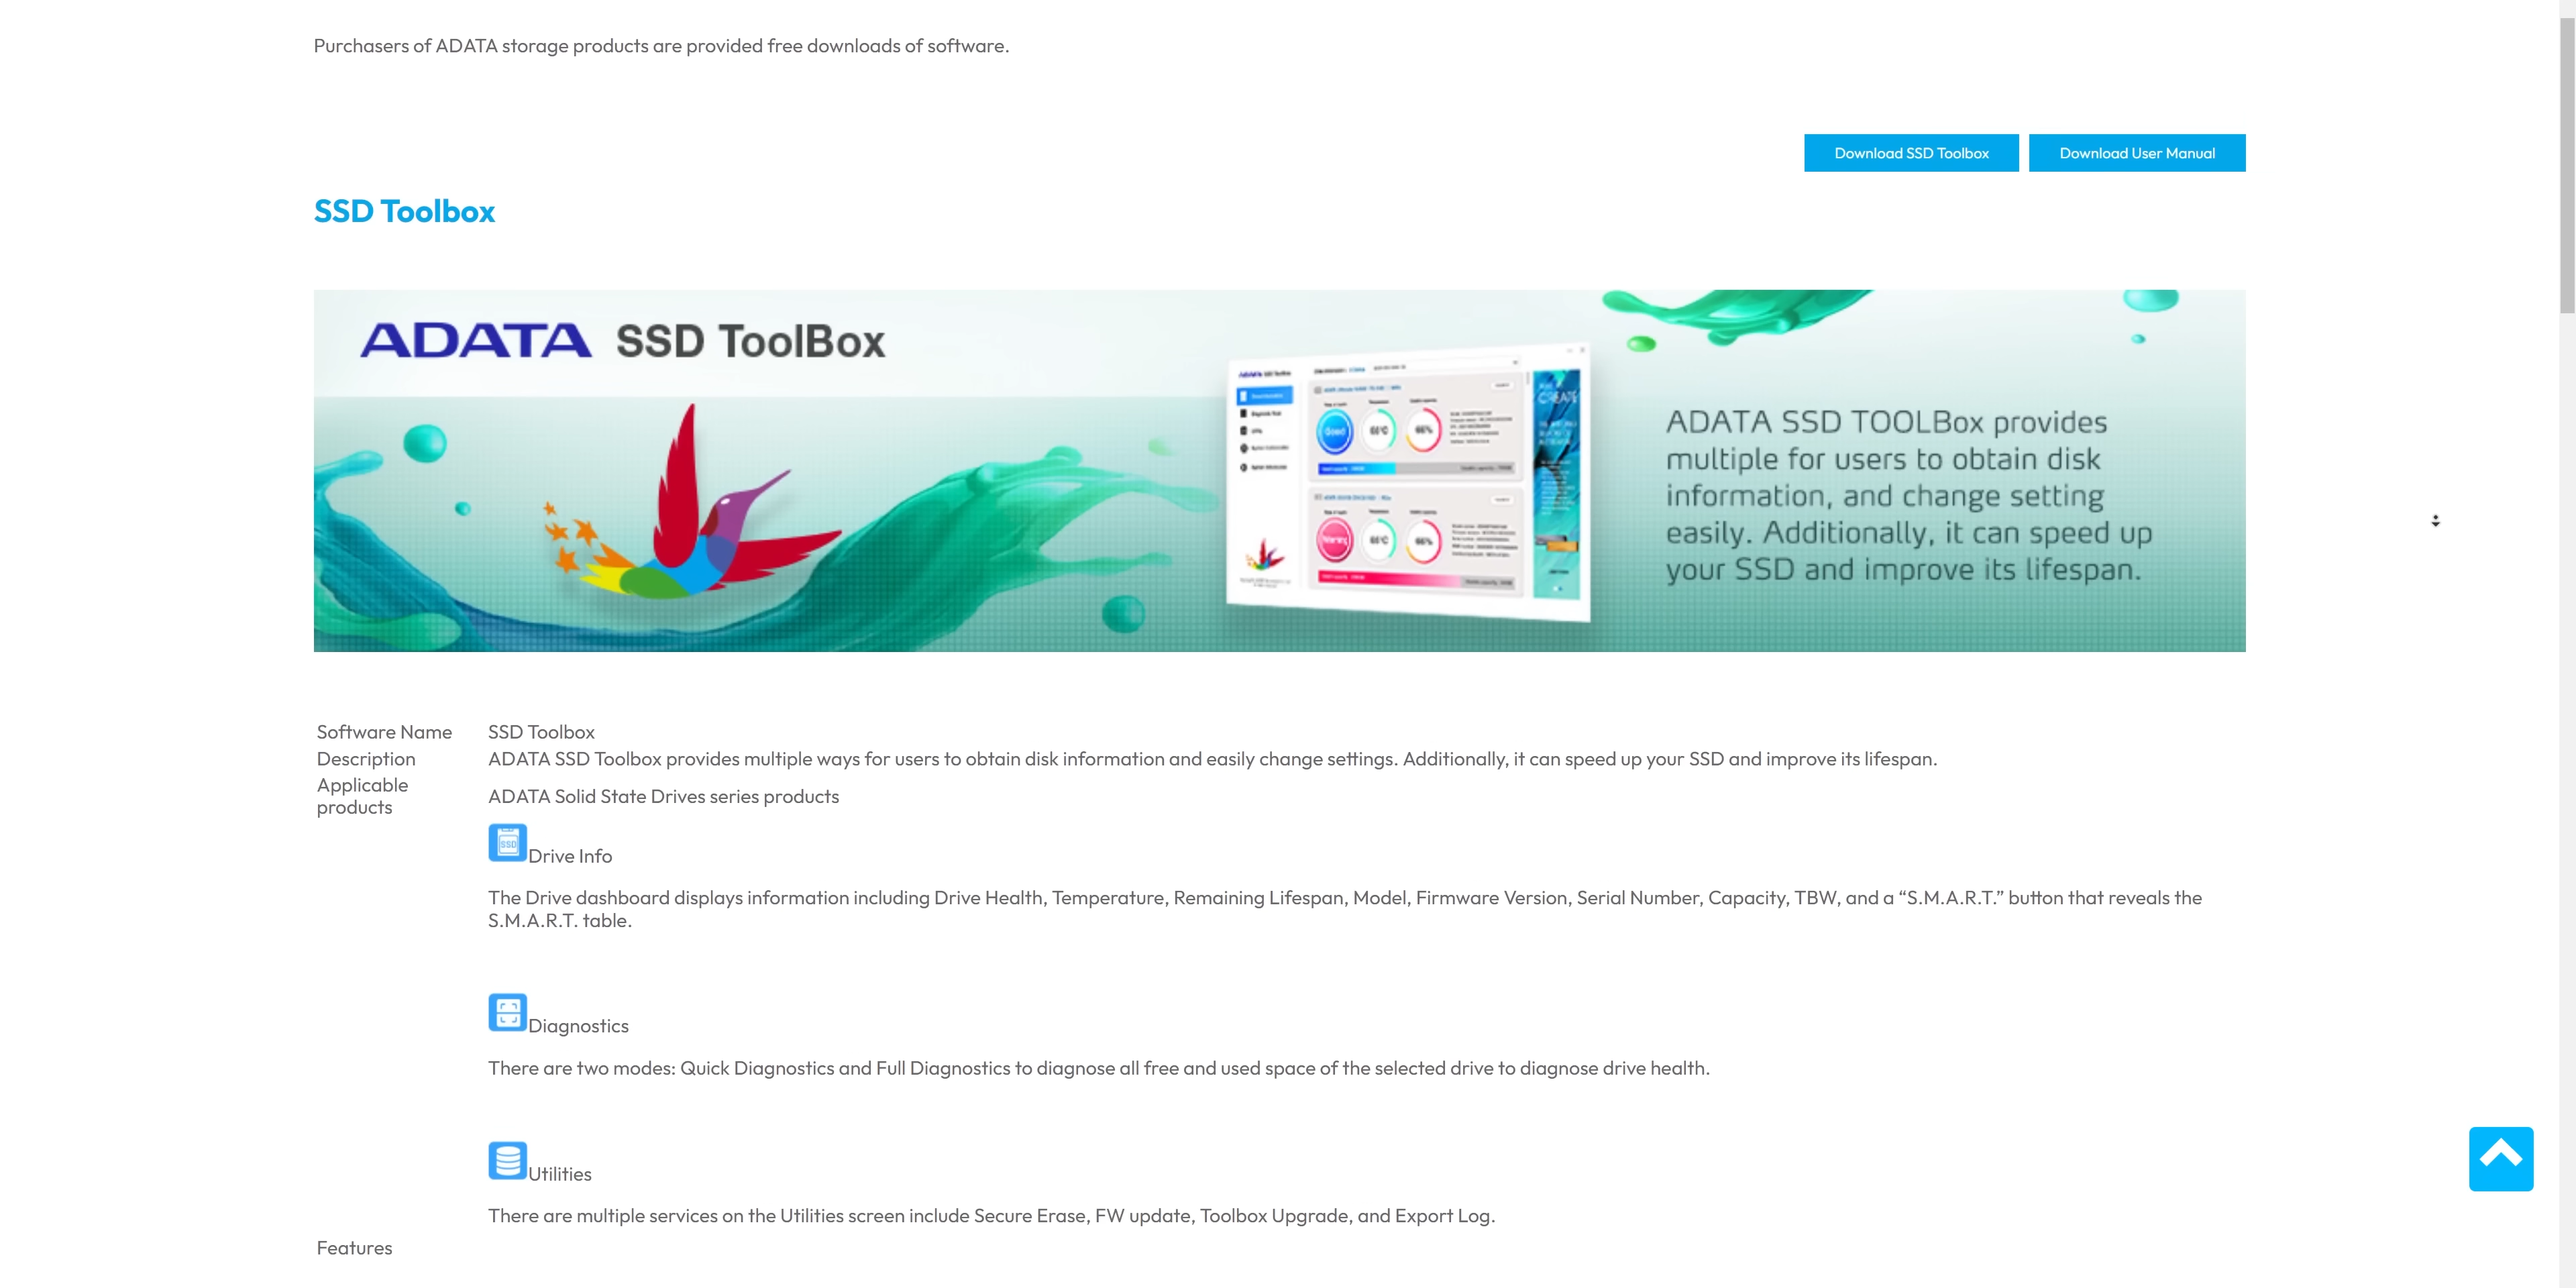 Purchasers of ADATA storage products are provided free downloads of software.
Download SSD Toolbox
Download User Manual
SSD Toolbox
ADATA SSD ToolBox
Good
66°C
66%
Warning
66°C
66%
CREATE
ADATA SSD TOOLBox provides
multiple for users to obtain disk
information, and change setting
easily. Additionally, it can speed up
your SSD and improve its lifespan.
Software Name
SSD Toolbox
Description
ADATA SSD Toolbox provides multiple ways for users to obtain disk information and easily change settings. Additionally, it can speed up your SSD and improve its lifespan.
Applicable
products
ADATA Solid State Drives series products
SSD
Drive Info
The Drive dashboard displays information including Drive Health, Temperature, Remaining Lifespan, Model, Firmware Version, Serial Number, Capacity, TBW, and a “S.M.A.R.T.” button that reveals the
S.M.A.R.T. table.
Diagnostics
There are two modes: Quick Diagnostics and Full Diagnostics to diagnose all free and used space of the selected drive to diagnose drive health.
Utilities
There are multiple services on the Utilities screen include Secure Erase, FW update, Toolbox Upgrade, and Export Log.
Features